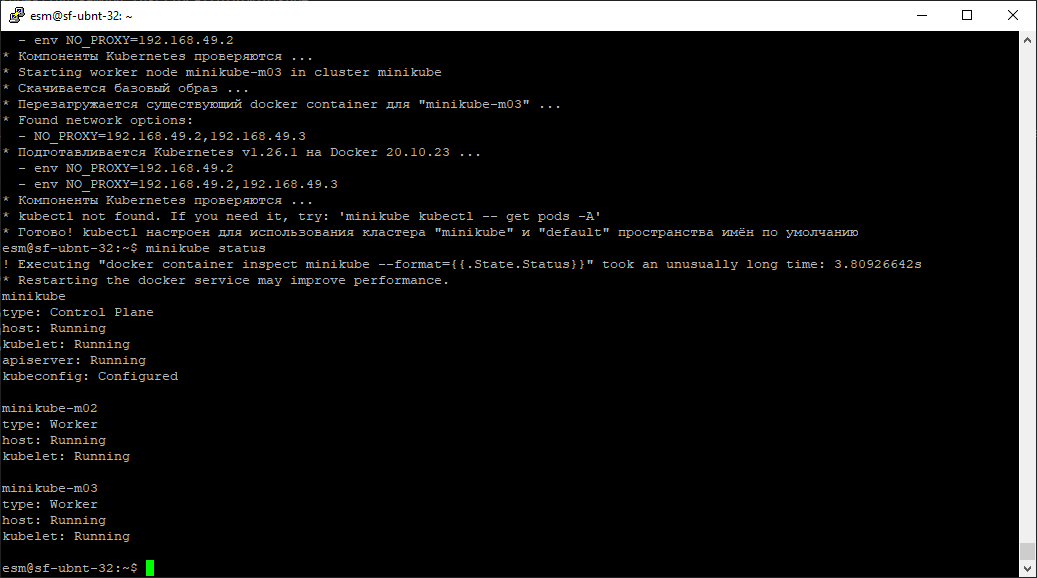 esm@sf-ubnt-32: ~
  - env NO_PROXY=192.168.49.2
* Компоненты Kubernetes проверяются ...
* Starting worker node minikube-m03 in cluster minikube
* Скачивается базовый образ ...
* Перезагружается существующий docker container для "minikube-m03" ...
* Found network options:
  - NO_PROXY=192.168.49.2,192.168.49.3
* Подготавливается Kubernetes v1.26.1 на Docker 20.10.23 ...
  - env NO_PROXY=192.168.49.2
  - env NO_PROXY=192.168.49.2,192.168.49.3
* Компоненты Kubernetes проверяются ...
* kubectl not found. If you need it, try: 'minikube kubectl -- get pods -A'
* Готово! kubectl настроен для использования кластера "minikube" и "default" пространства имён по умолчанию
esm@sf-ubnt-32:~$ minikube status
! Executing "docker container inspect minikube --format={{.State.Status}}" took an unusually long time: 3.80926642s
* Restarting the docker service may improve performance.
minikube
type: Control Plane
host: Running
kubelet: Running
apiserver: Running
kubeconfig: Configured

minikube-m02
type: Worker
host: Running
kubelet: Running

minikube-m03
type: Worker
host: Running
kubelet: Running

esm@sf-ubnt-32:~$